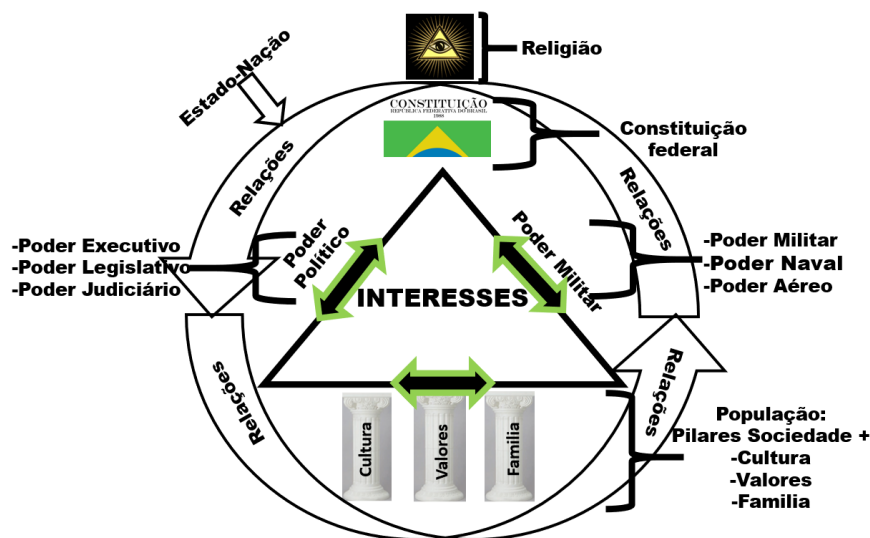 Religião
Estado-Nação
CONSTITUIÇÃO
REPÚBLICA FEDERATIVA DO BRASIL
1988
Constituição
federal
Relações
Relações
Poder
Político
Poder Militar
-Poder Executivo
-Poder Legislativo
-Poder Judiciário
-Poder Militar
-Poder Naval
-Poder Aéreo
INTERESSES
Relações
Relações
Cultura
Valores
Familia
População:
Pilares Sociedade +
-Cultura
-Valores
-Familia